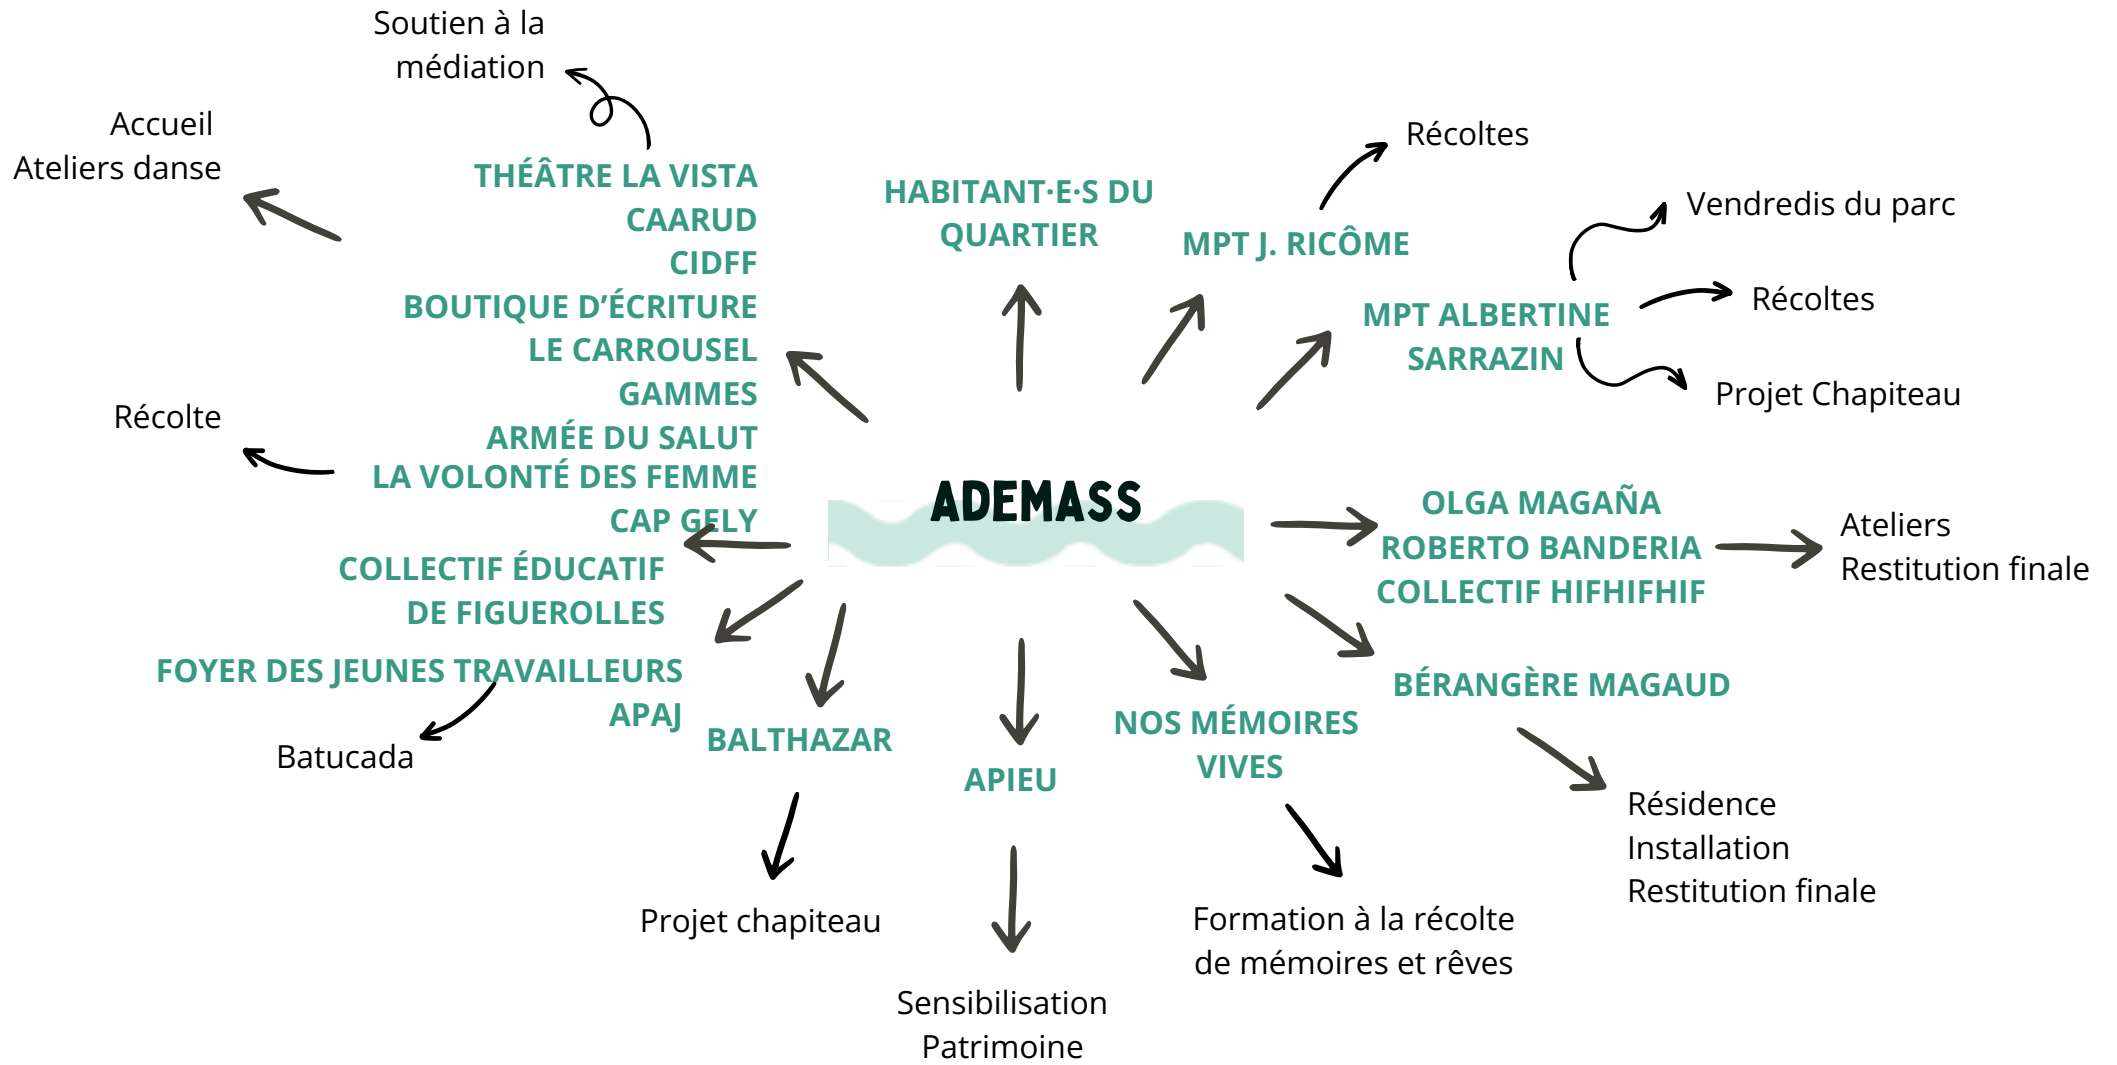 Soutien à la
médiation
Accueil
Ateliers danse
THÉÂTRE LA VISTA
CAARUD
CIDFF
BOUTIQUE D’ÉCRITURE
LE CARROUSEL
GAMMES
ARMÉE DU SALUT
LA VOLONTÉ DES FEMME
CAP GELY
Récolte
COLLECTIF ÉDUCATIF
DE FIGUEROLLES
FOYER DES JEUNES TRAVAILLEURS
APAJ
Batucada
HABITANT·E·S DU
QUARTIER
MPT J. RICÔME
Récoltes
MPT ALBERTINE
SARRAZIN
Vendredis du parc
Récoltes
Projet Chapiteau
ADEMASS
OLGA MAGAÑA
ROBERTO BANDERIA
COLLECTIF HIFHIFHIF
Ateliers
Restitution finale
BÉRANGÈRE MAGAUD
Résidence
Installation
Restitution finale
NOS MÉMOIRES
VIVES
Formation à la récolte
de mémoires et rêves
APIEU
Sensibilisation
Patrimoine
BALTHAZAR
Projet chapiteau